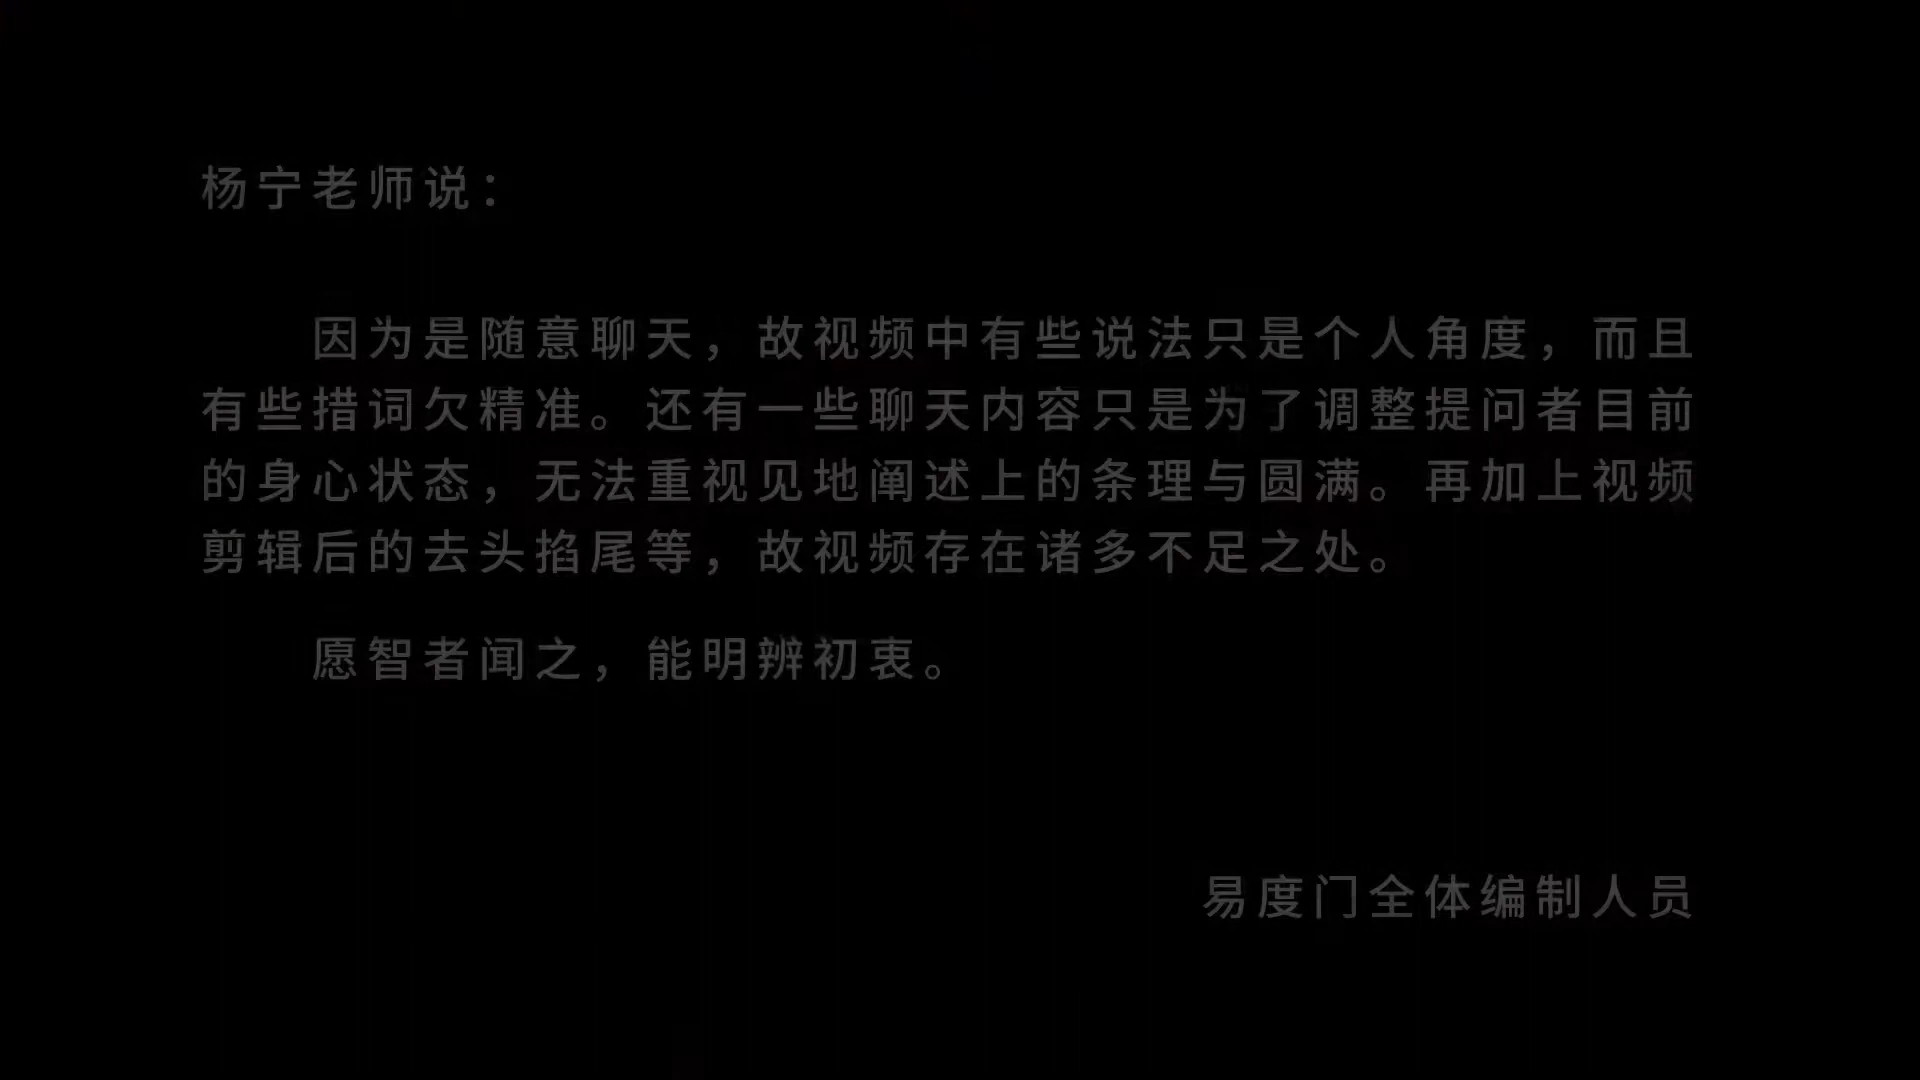 杨宁老师说：
因为是随意聊天，故视频中有些说法只是个人角度，而且
有些措词欠精准。还有一些聊天内容只是为了调整提问者目前
的身心状态，无法重视见地阐述上的条理与圆满。再加上视频
剪辑后的去头掐尾等，故视频存在诸多不足之处。
愿智者闻之，能明辨初衷。
易度门全体编制人员